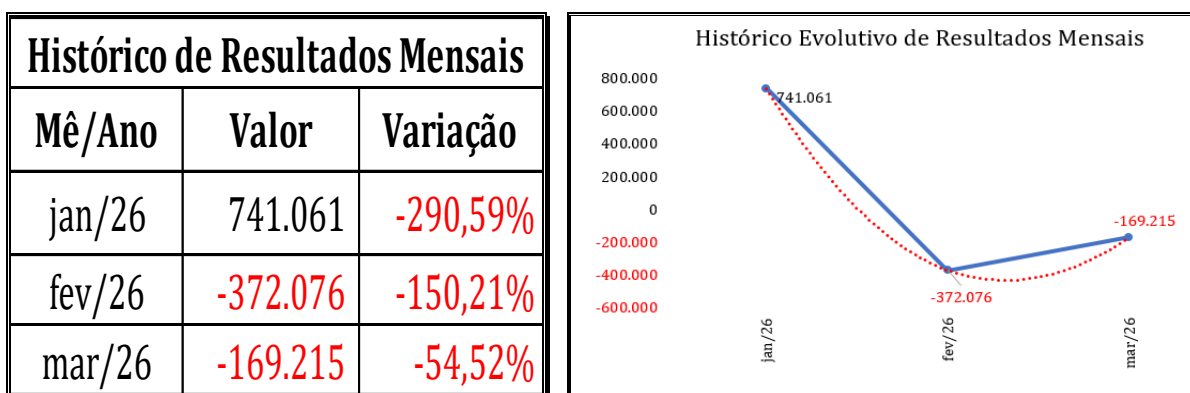 Histórico de Resultados Mensais
Mê/Ano Valor Variação
jan/26 741.061 -290,59%
fev/26 -372.076 -150,21%
mar/26 -169.215 -54,52%
Histórico Evolutivo de Resultados Mensais
800.000
600.000
400.000
200.000
0
-200.000
-400.000
-600.000
741.061
-372.076
-169.215
jan/26
fev/26
mar/26